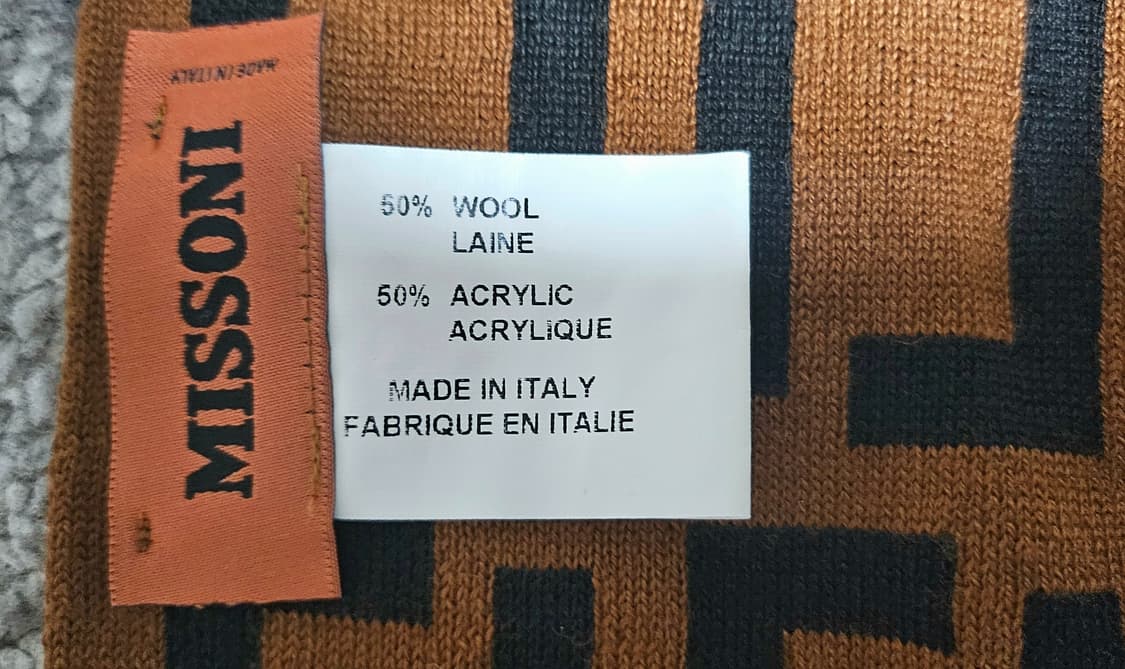 MADE IN ITALY
MISSONI
50% WOOL
LAINE
50% ACRYLIC
ACRYLIQUE
MADE IN ITALY
FABRIQUE EN ITALIE